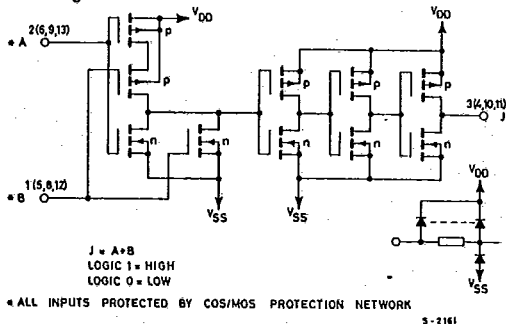 VDD
2(6,9,13)
* A
p
p
n
n
1(5,8,12)
* B
VSS
VDD
p
p
p
n
n
n
3(4,10,11)
J
VSS
VDD
VSS
J = A+B
LOGIC 1 = HIGH
LOGIC 0 = LOW
* ALL INPUTS PROTECTED BY COS/MOS PROTECTION NETWORK
S-2161